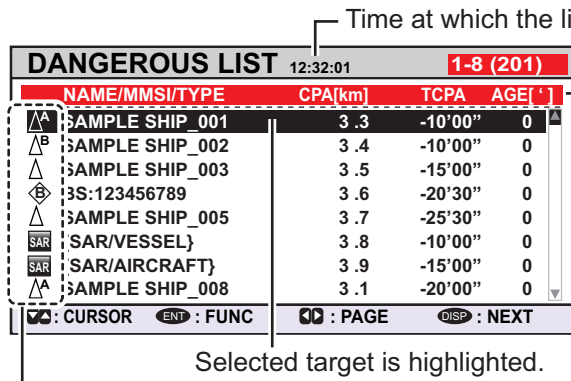 Time at which the li
DANGEROUS LIST 12:32:01 1-8 (201)
NAME/MMSI/TYPE CPA[km] TCPA AGE[ ‘ ]
A SAMPLE SHIP_001 3 .3 -10’00” 0
B SAMPLE SHIP_002 3 .4 -10’00” 0
SAMPLE SHIP_003 3 .5 -15’00” 0
B BS:123456789 3 .6 -20’30” 0
SAMPLE SHIP_005 3 .7 -25’30” 0
SAR {SAR/VESSEL} 3 .8 -10’00” 0
SAR {SAR/AIRCRAFT} 3 .9 -15’00” 0
A SAMPLE SHIP_008 3 .1 -20’00” 0
: CURSOR ENT : FUNC : PAGE DISP : NEXT
Selected target is highlighted.